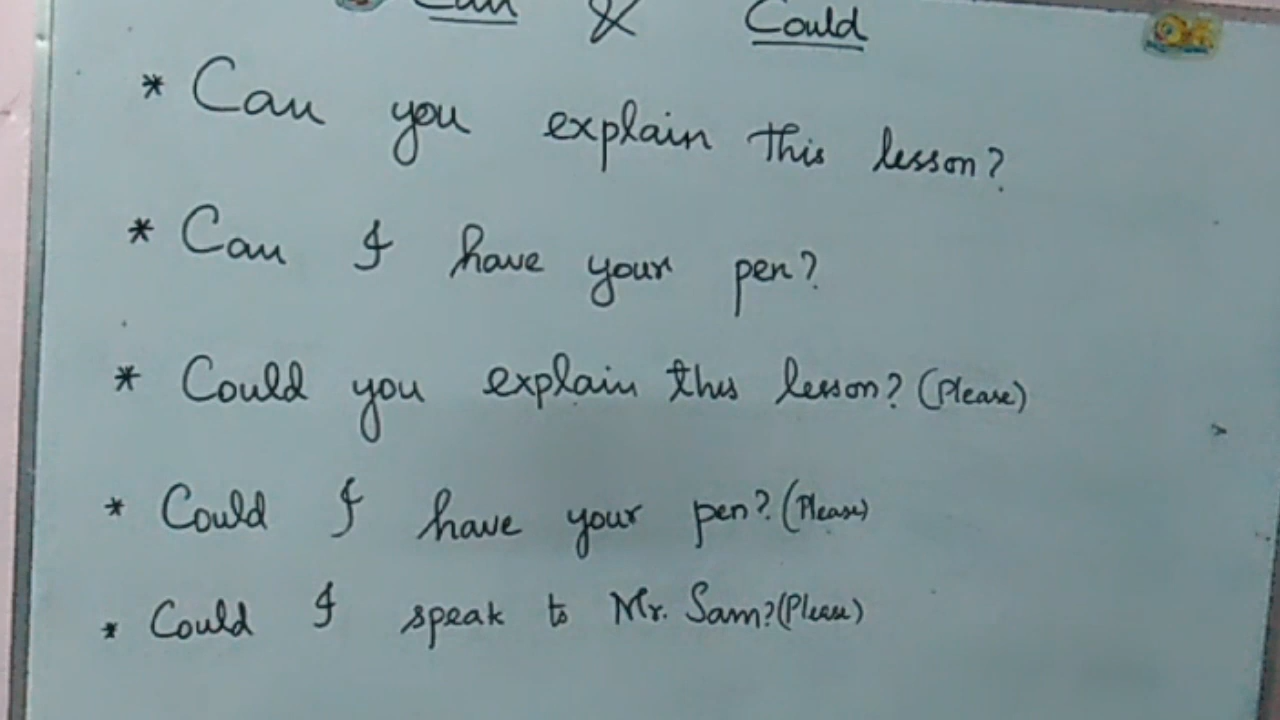 Can & Could
* Can you explain this lesson?
* Can I have your pen?
* Could you explain this lesson? (Please)
* Could I have your pen? (Please)
* Could I speak to Mr. Sam? (Please)